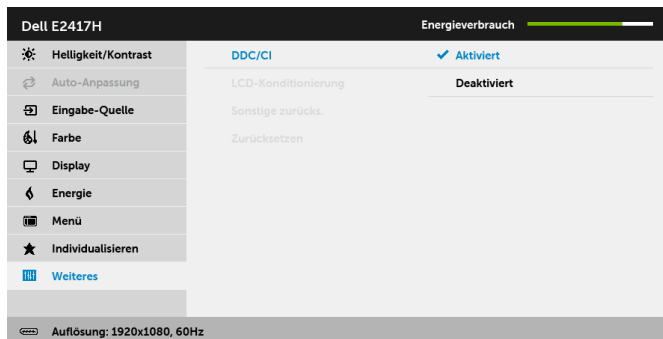 Dell E2417H Energieverbrauch
Helligkeit/Kontrast DDC/CI Aktiviert
Auto-Anpassung LCD-Konditionierung Deaktiviert
Eingabe-Quelle Sonstige zurücks.
Farbe Zurücksetzen
Display
Energie
Menü
Individualisieren
Weiteres
Auflösung: 1920x1080, 60Hz